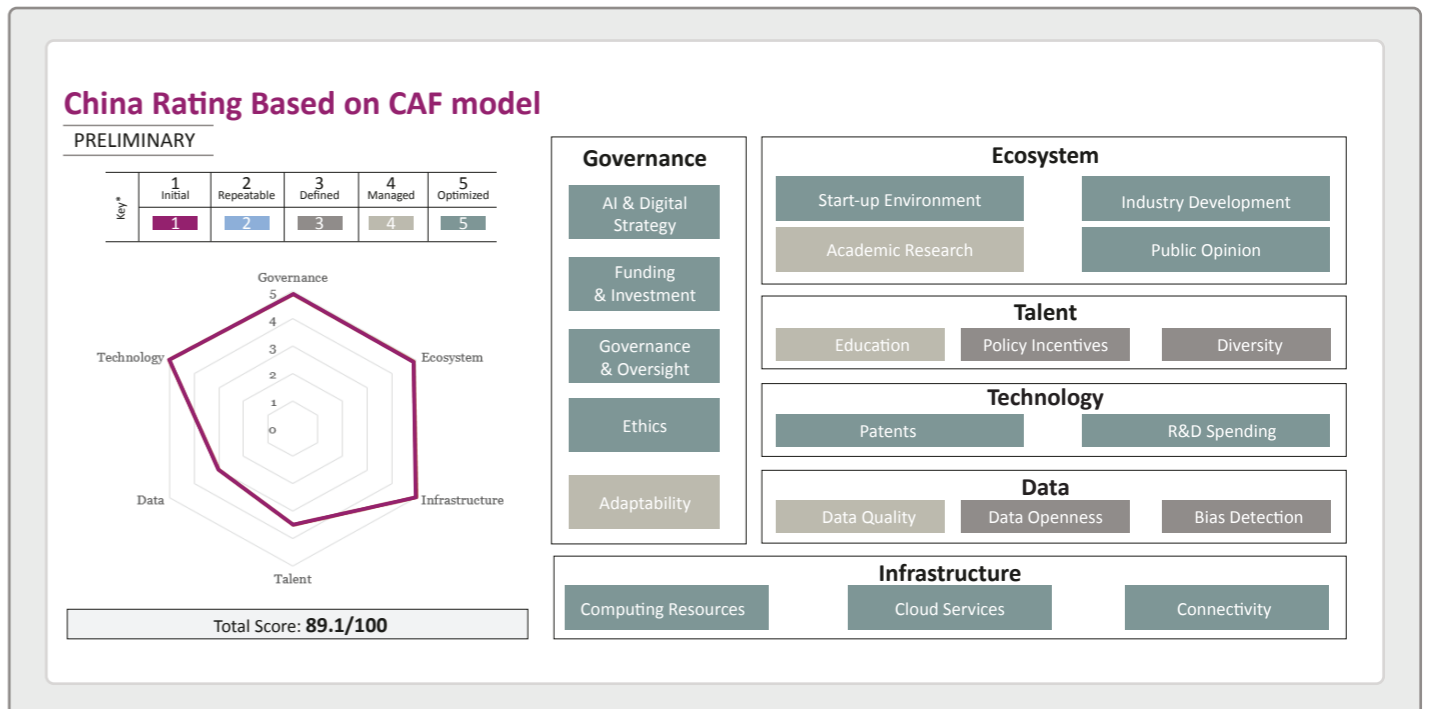 China Rating Based on CAF model
PRELIMINARY
Key*
1 2 3 4 5
Initial Repeatable Defined Managed Optimized
1 2 3 4 5
Governance
5
4
3
2
1
0
Technology
Ecosystem
Data
Infrastructure
Talent
Total Score: 89.1/100
Governance
AI & Digital
Strategy
Funding
& Investment
Governance
& Oversight
Ethics
Adaptability
Ecosystem
Start-up Environment
Industry Development
Academic Research
Public Opinion
Talent
Education
Policy Incentives
Diversity
Technology
Patents
R&D Spending
Data
Data Quality
Data Openness
Bias Detection
Infrastructure
Computing Resources
Cloud Services
Connectivity